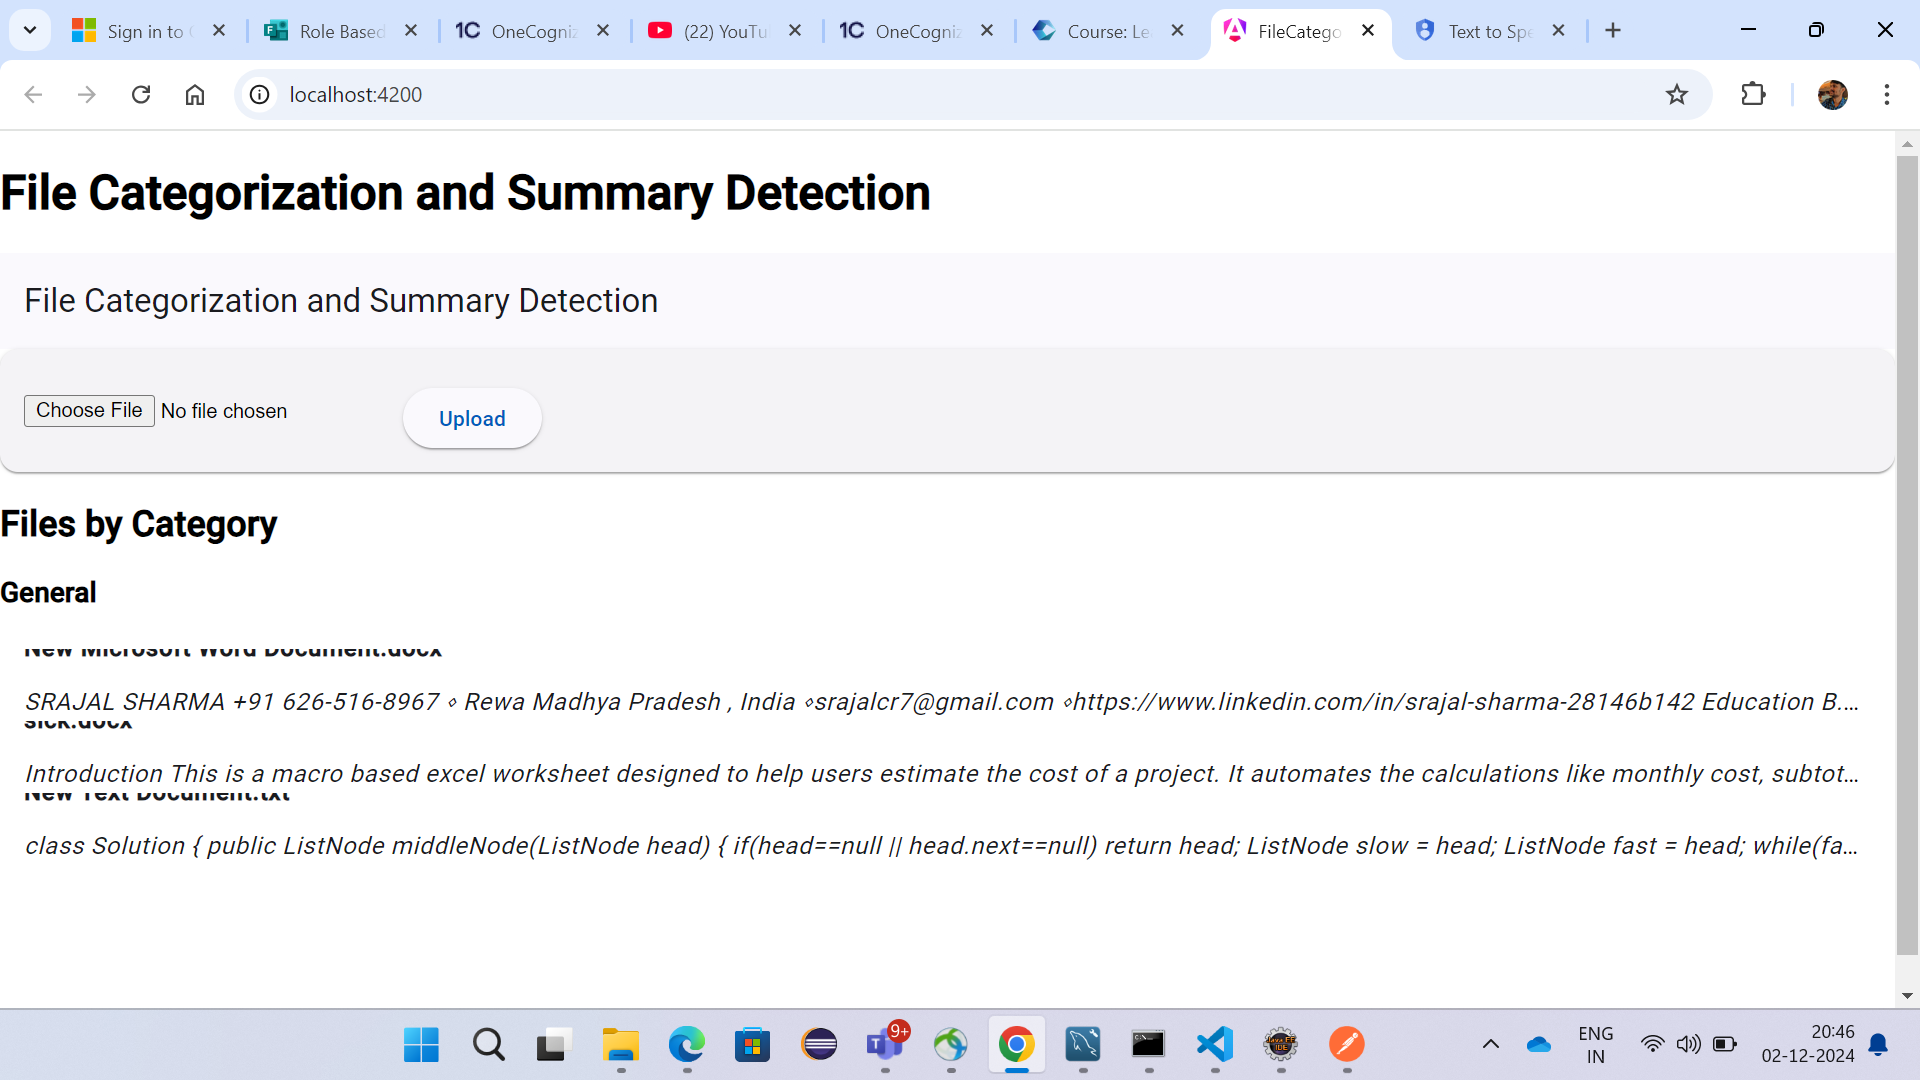 Sign in to
Role Based
1C OneCogniz
(22) YouTu
1C OneCogniz
Course: Le
FileCatego
Text to Spe
localhost:4200
File Categorization and Summary Detection
File Categorization and Summary Detection
Choose File No file chosen
Upload
Files by Category
General
New Microsoft Word Document.docx
SRAJAL SHARMA +91 626-516-8967 ⋄ Rewa Madhya Pradesh , India ⋄srajalcr7@gmail.com ⋄https://www.linkedin.com/in/srajal-sharma-28146b142 Education B.…
sick.docx
Introduction This is a macro based excel worksheet designed to help users estimate the cost of a project. It automates the calculations like monthly cost, subtot…
New Text Document.txt
class Solution { public ListNode middleNode(ListNode head) { if(head==null || head.next==null) return head; ListNode slow = head; ListNode fast = head; while(fa…
9+
ENG
IN
20:46
02-12-2024